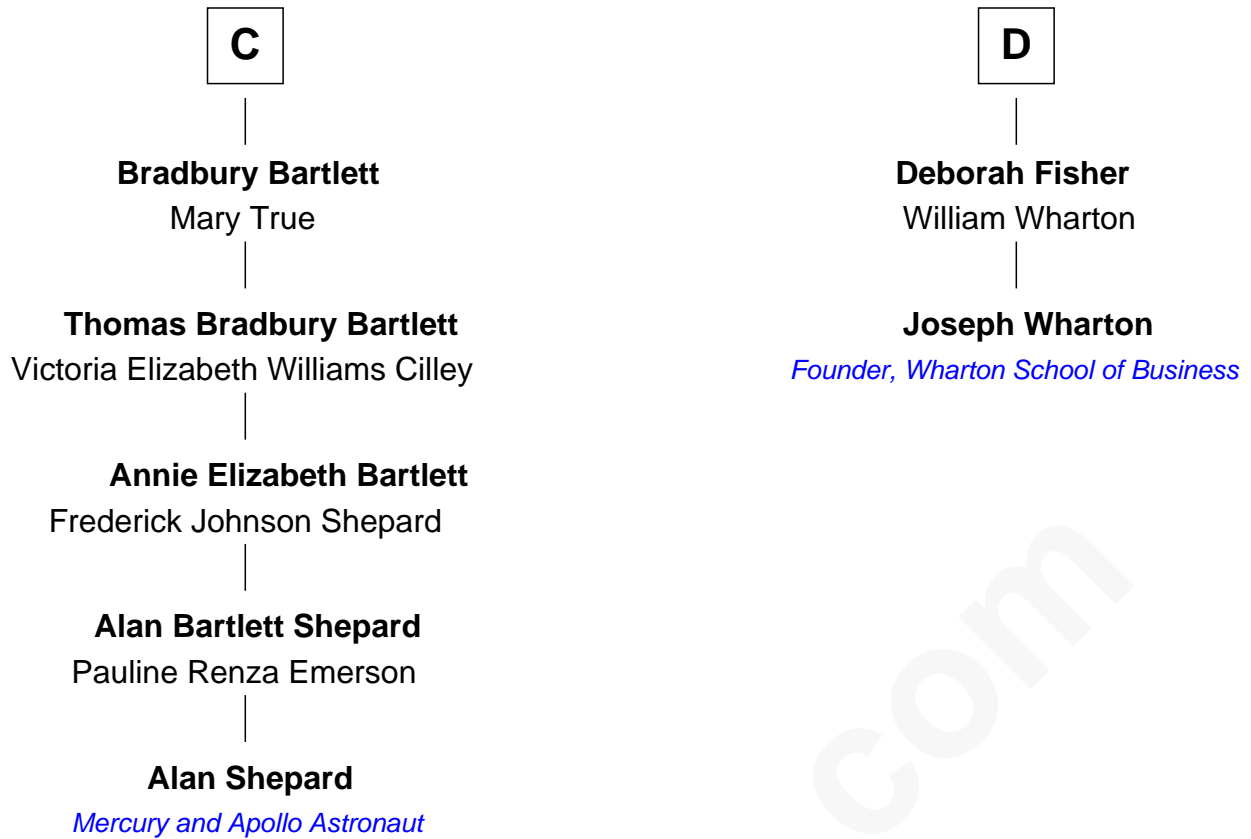 C
Bradbury Bartlett
Mary True
Thomas Bradbury Bartlett
Victoria Elizabeth Williams Cilley
Annie Elizabeth Bartlett
Frederick Johnson Shepard
Alan Bartlett Shepard
Pauline Renza Emerson
Alan Shepard
Mercury and Apollo Astronaut
D
Deborah Fisher
William Wharton
Joseph Wharton
Founder, Wharton School of Business
com